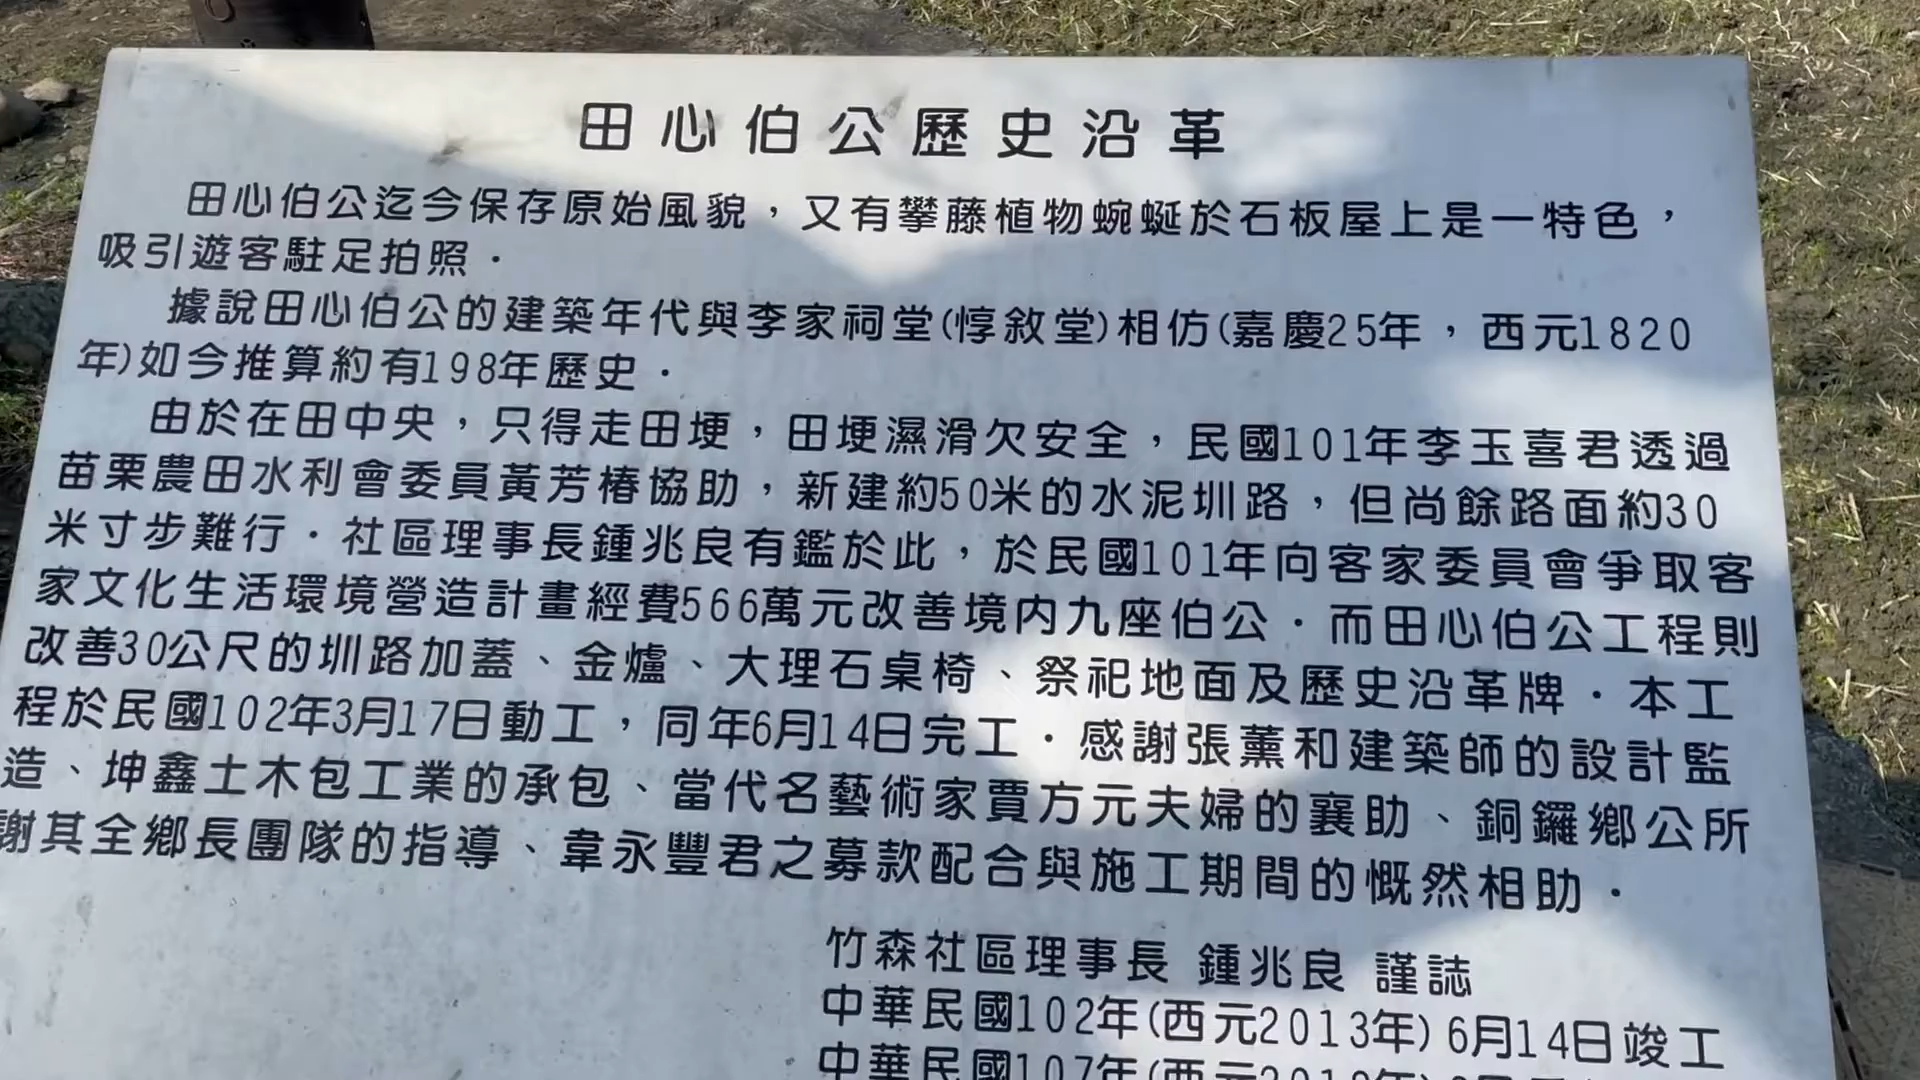 田心伯公歷史沿革
田心伯公迄今保存原始風貌，又有攀藤植物蜿蜒於石板屋上是一特色，
吸引遊客駐足拍照．
據說田心伯公的建築年代與李家祠堂(惇敘堂)相仿(嘉慶25年，西元1820
年)如今推算約有198年歷史．
由於在田中央，只得走田埂，田埂濕滑欠安全，民國101年李玉喜君透過
苗栗農田水利會委員黃芳椿協助，新建約50米的水泥圳路，但尚餘路面約30
米寸步難行．社區理事長鍾兆良有鑑於此，於民國101年向客家委員會爭取客
家文化生活環境營造計畫經費566萬元改善境內九座伯公．而田心伯公工程則
改善30公尺的圳路加蓋、金爐、大理石桌椅、祭祀地面及歷史沿革牌．本工
程於民國102年3月17日動工，同年6月14日完工．感謝張薰和建築師的設計監
造、坤鑫土木包工業的承包、當代名藝術家賈方元夫婦的襄助、銅鑼鄉公所
謝其全鄉長團隊的指導、韋永豐君之募款配合與施工期間的慨然相助．
竹森社區理事長 鍾兆良 謹誌
中華民國102年(西元2013年)6月14日竣工
中華民國107年(西元2018年)